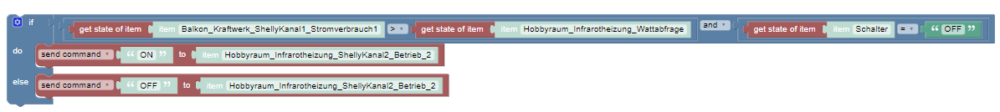 if get state of item item Balkon_Kraftwerk_ShellyKanal1_Stromverbrauch1 > get state of item item Hobbyraum_Infrarotheizung_Wattabfrage and get state of item item Schalter = “ OFF ”
do send command “ ON ” to item Hobbyraum_Infrarotheizung_ShellyKanal2_Betrieb_2
else send command “ OFF ” to item Hobbyraum_Infrarotheizung_ShellyKanal2_Betrieb_2